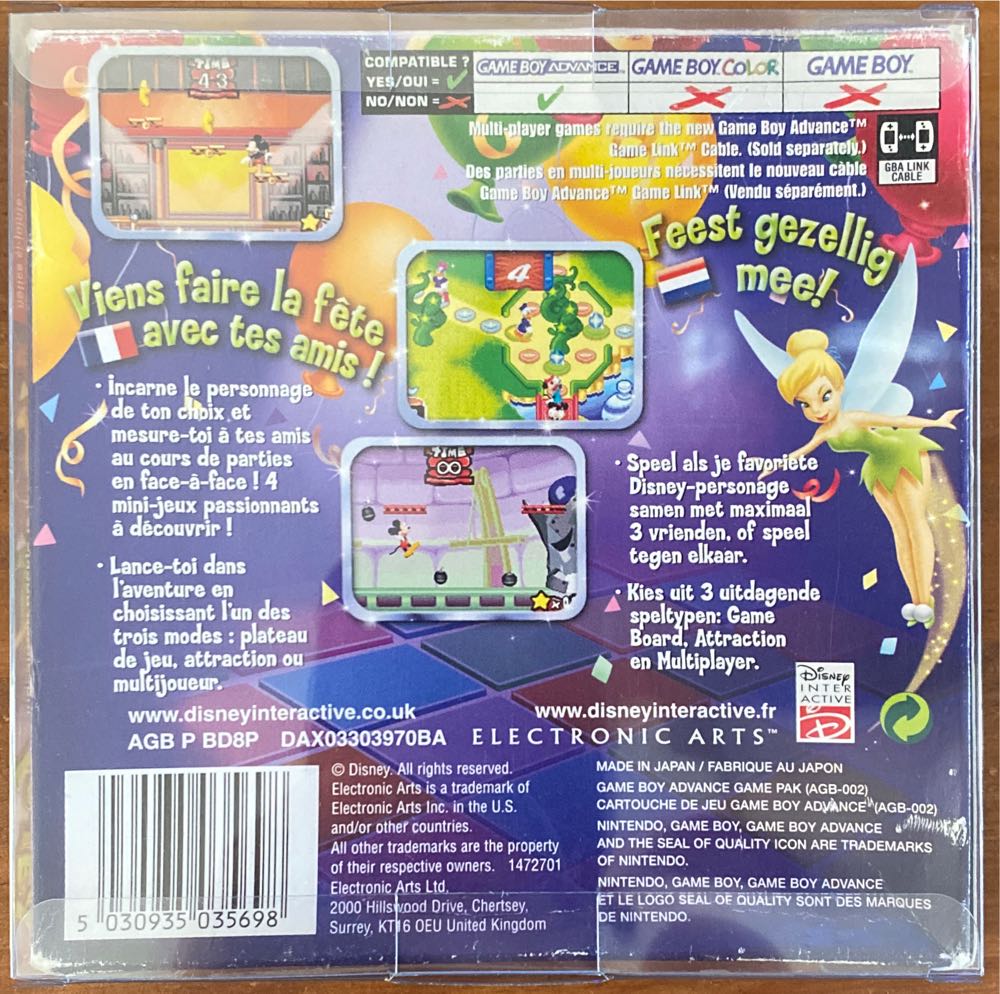 COMPATIBLE ?
YES/OUI = ✓
NO/NON = ✗
GAME BOY ADVANCE
GAME BOY COLOR
GAME BOY
TIME
43
Multi-player games require the new Game Boy Advance™
Game Link™ Cable. (Sold separately.)
Des parties en multi-joueurs nécessitent le nouveau câble
Game Boy Advance™ Game Link™ (Vendu séparément.)
GBA LINK
CABLE
Viens faire la fête
avec tes amis !
• Incarne le personnage
de ton choix et
mesure-toi à tes amis
au cours de parties
en face-à-face ! 4
mini-jeux passionnants
à découvrir !
• Lance-toi dans
l'aventure en
choisissant l'un des
trois modes : plateau
de jeu, attraction ou
multijoueur.
4
TIME
∞
x0
Feest gezellig
mee!
• Speel als je favoriete
Disney-personage
samen met maximaal
3 vrienden, of speel
tegen elkaar.
• Kies uit 3 uitdagende
speltypen: Game
Board, Attraction
en Multiplayer.
www.disneyinteractive.co.uk
www.disneyinteractive.fr
DISNEY
INTER
ACTIVE
AGB P BD8P DAX03303970BA
ELECTRONIC ARTS™
© Disney. All rights reserved.
Electronic Arts is a trademark of
Electronic Arts Inc. in the U.S.
and/or other countries.
All other trademarks are the property
of their respective owners. 1472701
Electronic Arts Ltd,
2000 Hillswood Drive, Chertsey,
Surrey, KT16 OEU United Kingdom
MADE IN JAPAN / FABRIQUE AU JAPON
GAME BOY ADVANCE GAME PAK (AGB-002)
CARTOUCHE DE JEU GAME BOY ADVANCE (AGB-002)
NINTENDO, GAME BOY, GAME BOY ADVANCE
AND THE SEAL OF QUALITY ICON ARE TRADEMARKS
OF NINTENDO.
NINTENDO, GAME BOY, GAME BOY ADVANCE
ET LE LOGO SEAL OF QUALITY SONT DES MARQUES
DE NINTENDO.
5 030935 035698